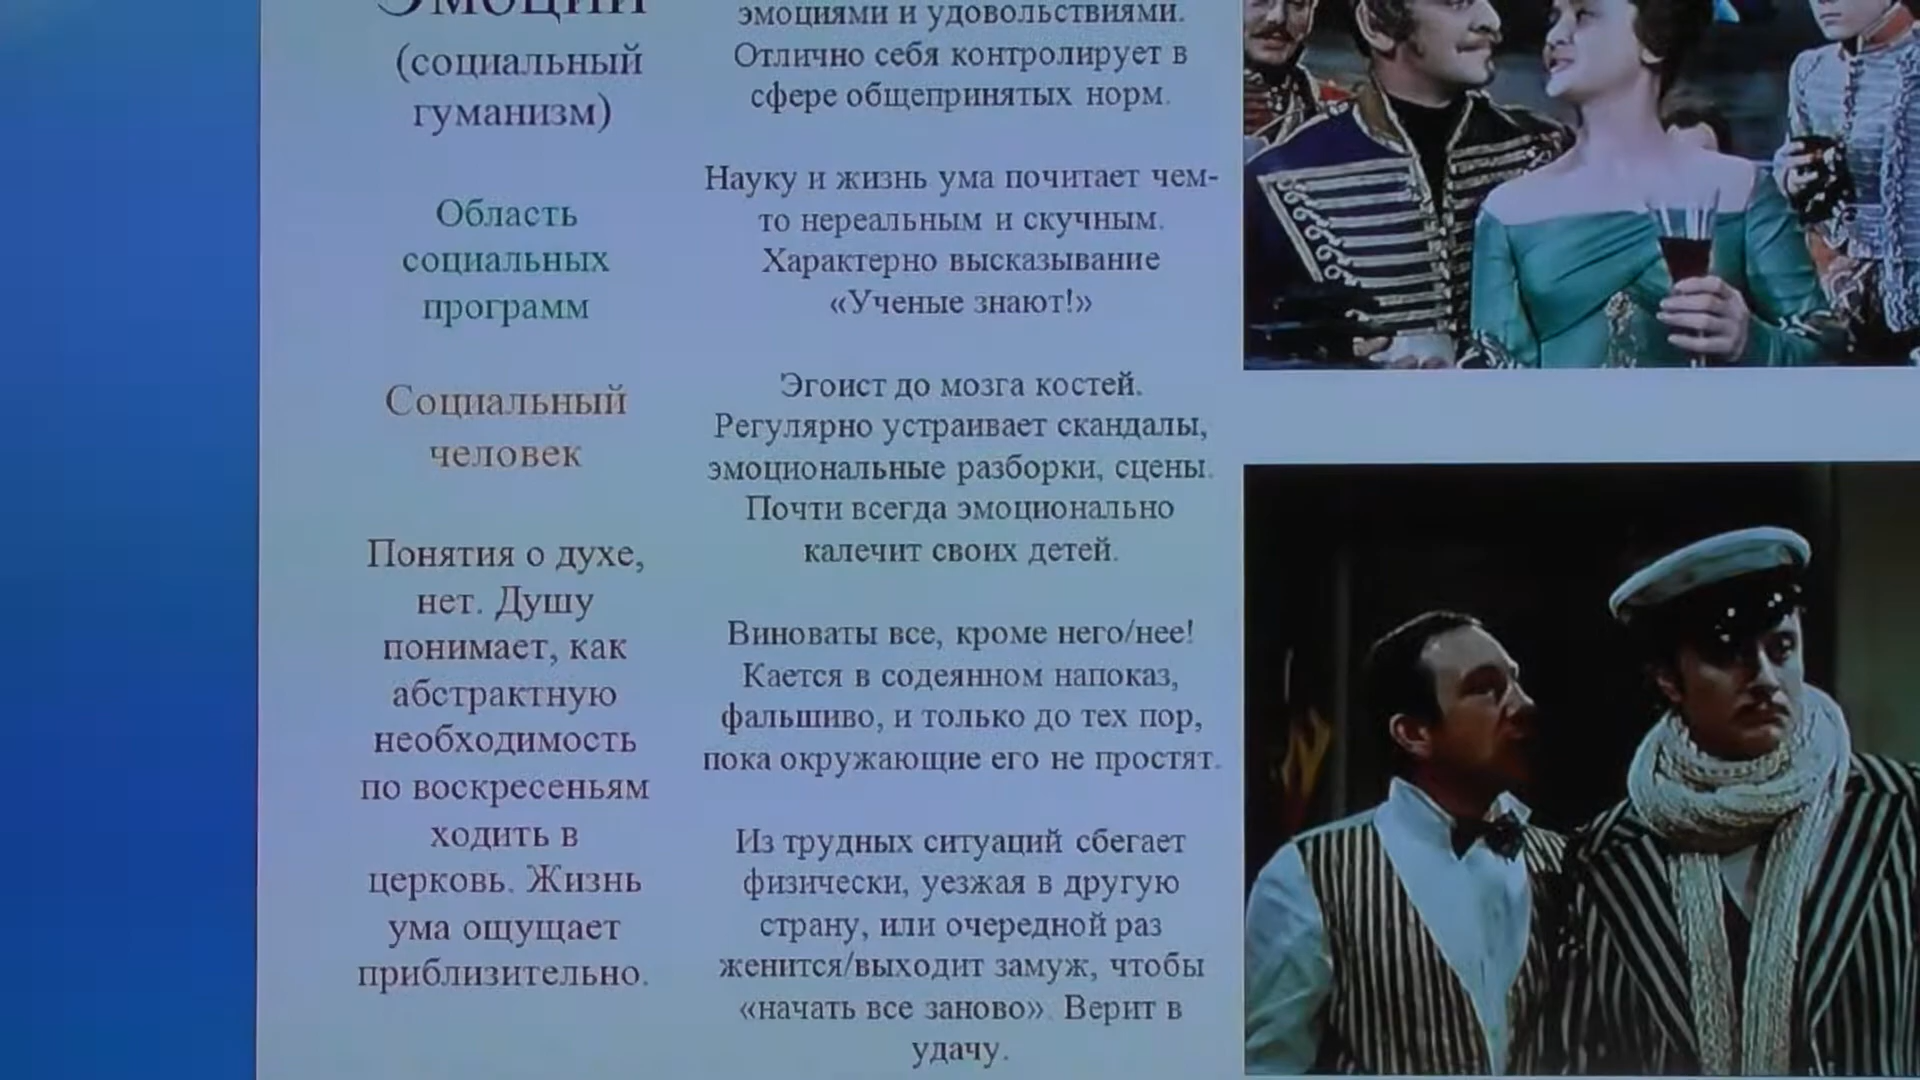 Эмоции
(социальный
гуманизм)
Область
социальных
программ
Социальный
человек
Понятия о духе,
нет. Душу
понимает, как
абстрактную
необходимость
по воскресеньям
ходить в
церковь. Жизнь
ума ощущает
приблизительно.
эмоциями и удовольствиями.
Отлично себя контролирует в
сфере общепринятых норм.
Науку и жизнь ума почитает чем-
то нереальным и скучным.
Характерно высказывание
«Ученые знают!»
Эгоист до мозга костей.
Регулярно устраивает скандалы,
эмоциональные разборки, сцены.
Почти всегда эмоционально
калечит своих детей.
Виноваты все, кроме него/нее!
Кается в содеянном напоказ,
фальшиво, и только до тех пор,
пока окружающие его не простят.
Из трудных ситуаций сбегает
физически, уезжая в другую
страну, или очередной раз
женится/выходит замуж, чтобы
«начать все заново». Верит в
удачу.